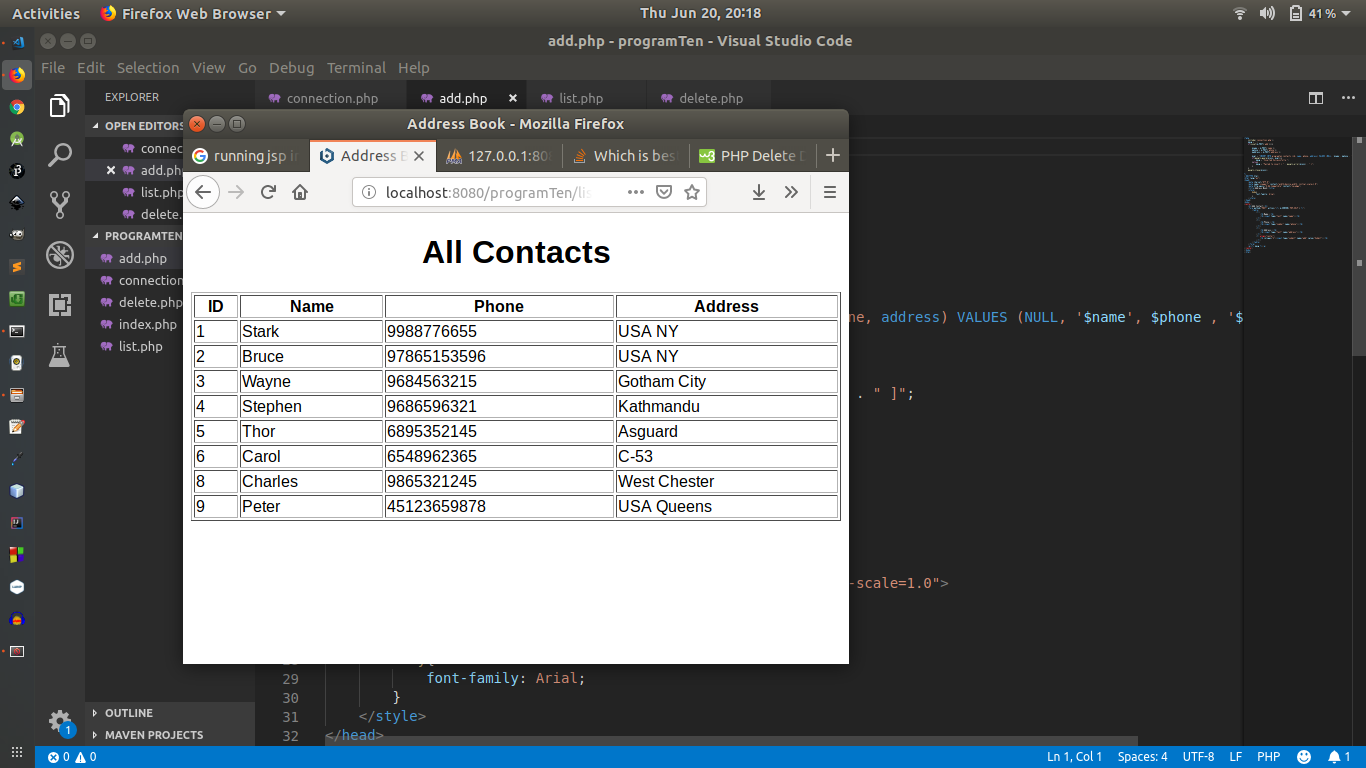 Activities Firefox Web Browser Thu Jun 20, 20:18 41 %
add.php - programTen - Visual Studio Code
File Edit Selection View Go Debug Terminal Help
EXPLORER connection.php add.php list.php delete.php
OPEN EDITORS
connec
add.ph
list.php
delete.
PROGRAMTEN
add.php
connection
delete.php
index.php
list.php
Address Book - Mozilla Firefox
running jsp i Address B 127.0.0.1:80 Which is bes PHP Delete D
localhost:8080/programTen/lis
All Contacts
ID Name Phone Address
1 Stark 9988776655 USA NY
2 Bruce 97865153596 USA NY
3 Wayne 9684563215 Gotham City
4 Stephen 9686596321 Kathmandu
5 Thor 6895352145 Asguard
6 Carol 6548962365 C-53
8 Charles 9865321245 West Chester
9 Peter 45123659878 USA Queens
ne, address) VALUES (NULL, '$name', $phone , '$
. " ]";
-scale=1.0">
29 font-family: Arial;
30 }
31 </style>
32 </head>
OUTLINE
MAVEN PROJECTS
1
0 0 Ln 1, Col 1 Spaces: 4 UTF-8 LF PHP 1